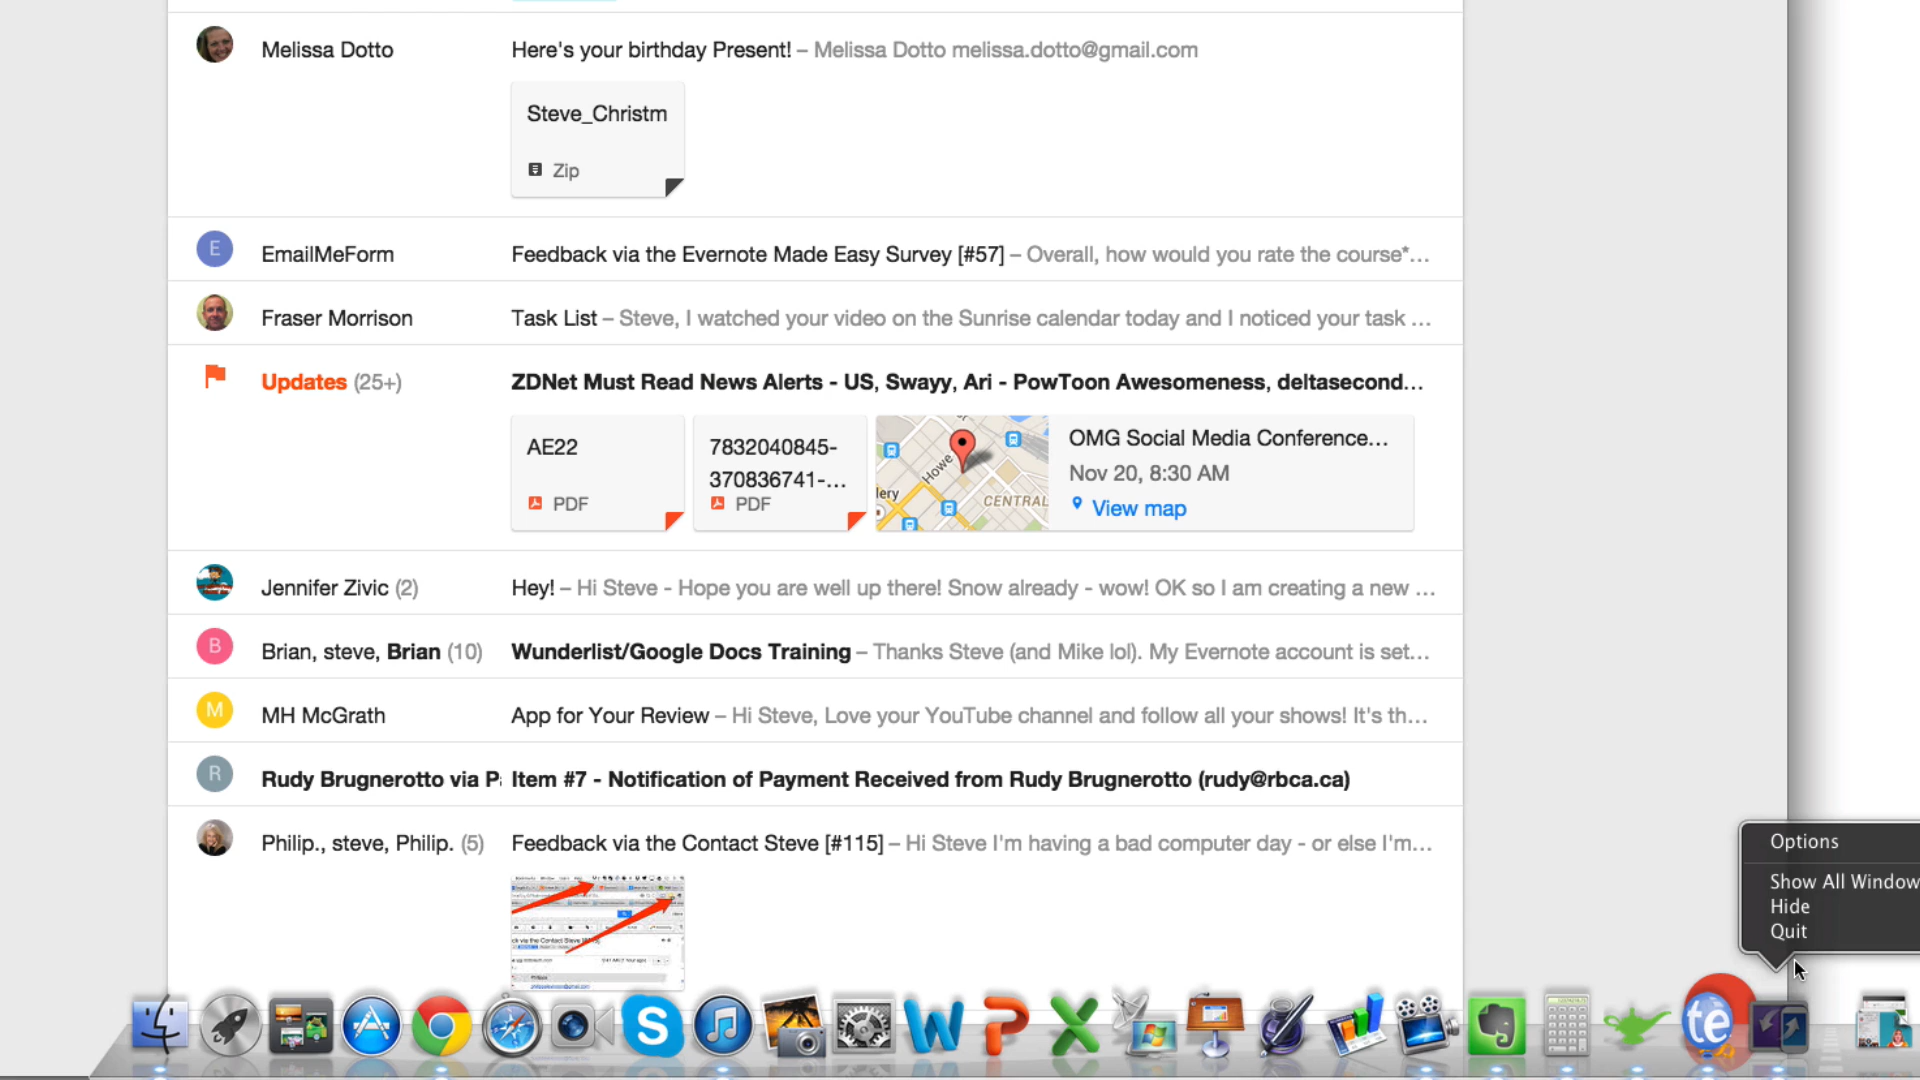 Melissa Dotto
Here's your birthday Present! – Melissa Dotto melissa.dotto@gmail.com
Steve_Christm
Zip
E
EmailMeForm
Feedback via the Evernote Made Easy Survey [#57] – Overall, how would you rate the course*...
Fraser Morrison
Task List – Steve, I watched your video on the Sunrise calendar today and I noticed your task ...
Updates (25+)
ZDNet Must Read News Alerts - US, Swayy, Ari - PowToon Awesomeness, deltasecond...
AE22
PDF
7832040845-
370836741-...
PDF
Howe
lery
CENTRAL
OMG Social Media Conference...
Nov 20, 8:30 AM
View map
Jennifer Zivic (2)
Hey! – Hi Steve - Hope you are well up there! Snow already - wow! OK so I am creating a new ...
B
Brian, steve, Brian (10)
Wunderlist/Google Docs Training – Thanks Steve (and Mike lol). My Evernote account is set...
M
MH McGrath
App for Your Review – Hi Steve, Love your YouTube channel and follow all your shows! It's th...
R
Rudy Brugnerotto via P
Item #7 - Notification of Payment Received from Rudy Brugnerotto (rudy@rbca.ca)
Philip., steve, Philip. (5)
Feedback via the Contact Steve [#115] – Hi Steve I'm having a bad computer day - or else I'm...
ck via the Contact Steve
Options
Show All Window
Hide
Quit
S
W
P
X
te